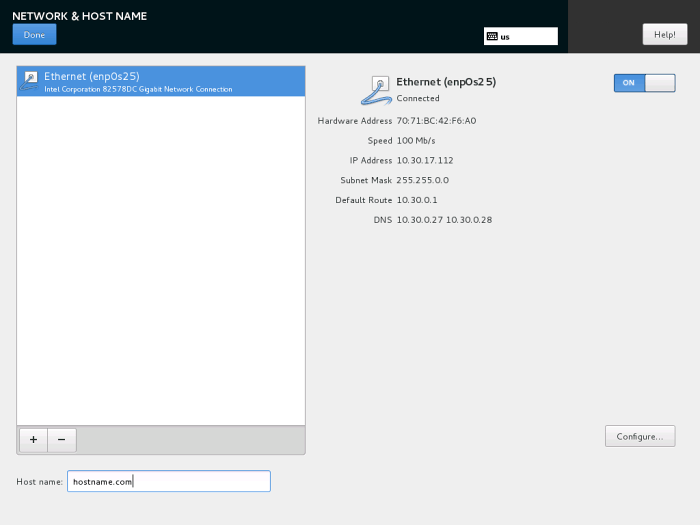 NETWORK & HOST NAME
Done
us
Help!
Ethernet (enp0s25)
Intel Corporation 82578DC Gigabit Network Connection
Ethernet (enp0s25)
Connected
ON
Hardware Address 70:71:BC:42:F6:A0
Speed 100 Mb/s
IP Address 10.30.17.112
Subnet Mask 255.255.0.0
Default Route 10.30.0.1
DNS 10.30.0.27 10.30.0.28
+ −
Configure...
Host name: hostname.com